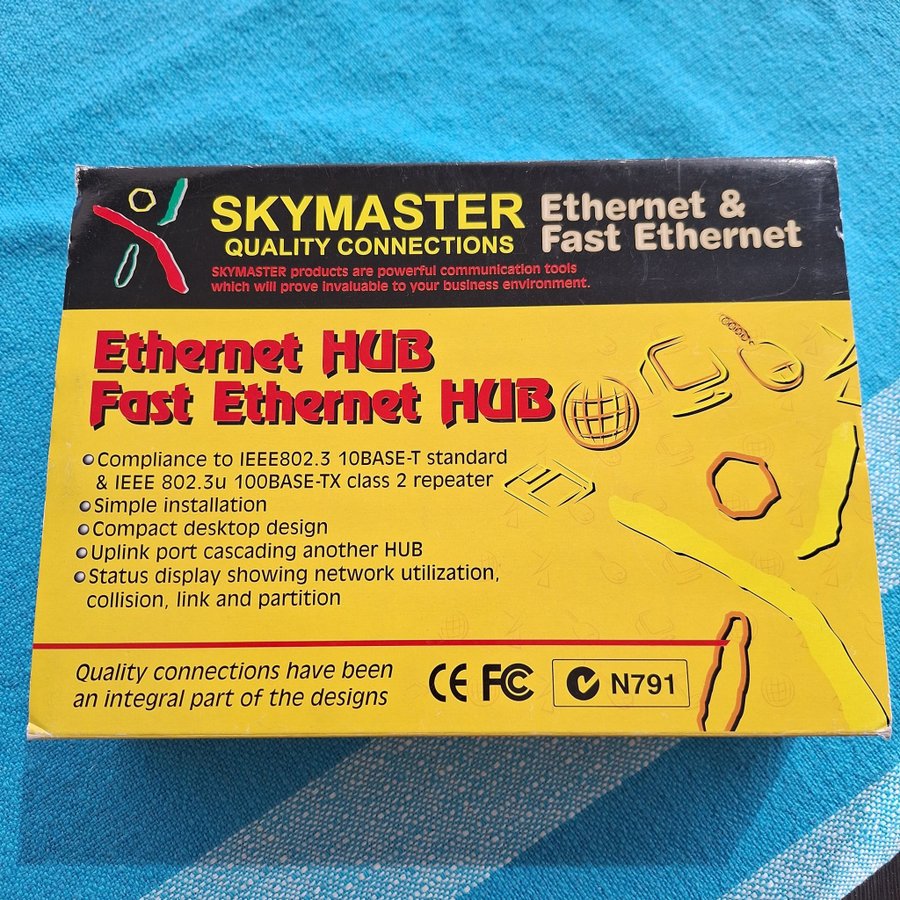 SKYMASTER
QUALITY CONNECTIONS
Ethernet &
Fast Ethernet
SKYMASTER products are powerful communication tools
which will prove invaluable to your business environment.
Ethernet HUB
Fast Ethernet HUB
Compliance to IEEE802.3 10BASE-T standard
& IEEE 802.3u 100BASE-TX class 2 repeater
Simple installation
Compact desktop design
Uplink port cascading another HUB
Status display showing network utilization,
collision, link and partition
Quality connections have been
an integral part of the designs
CE FC N791